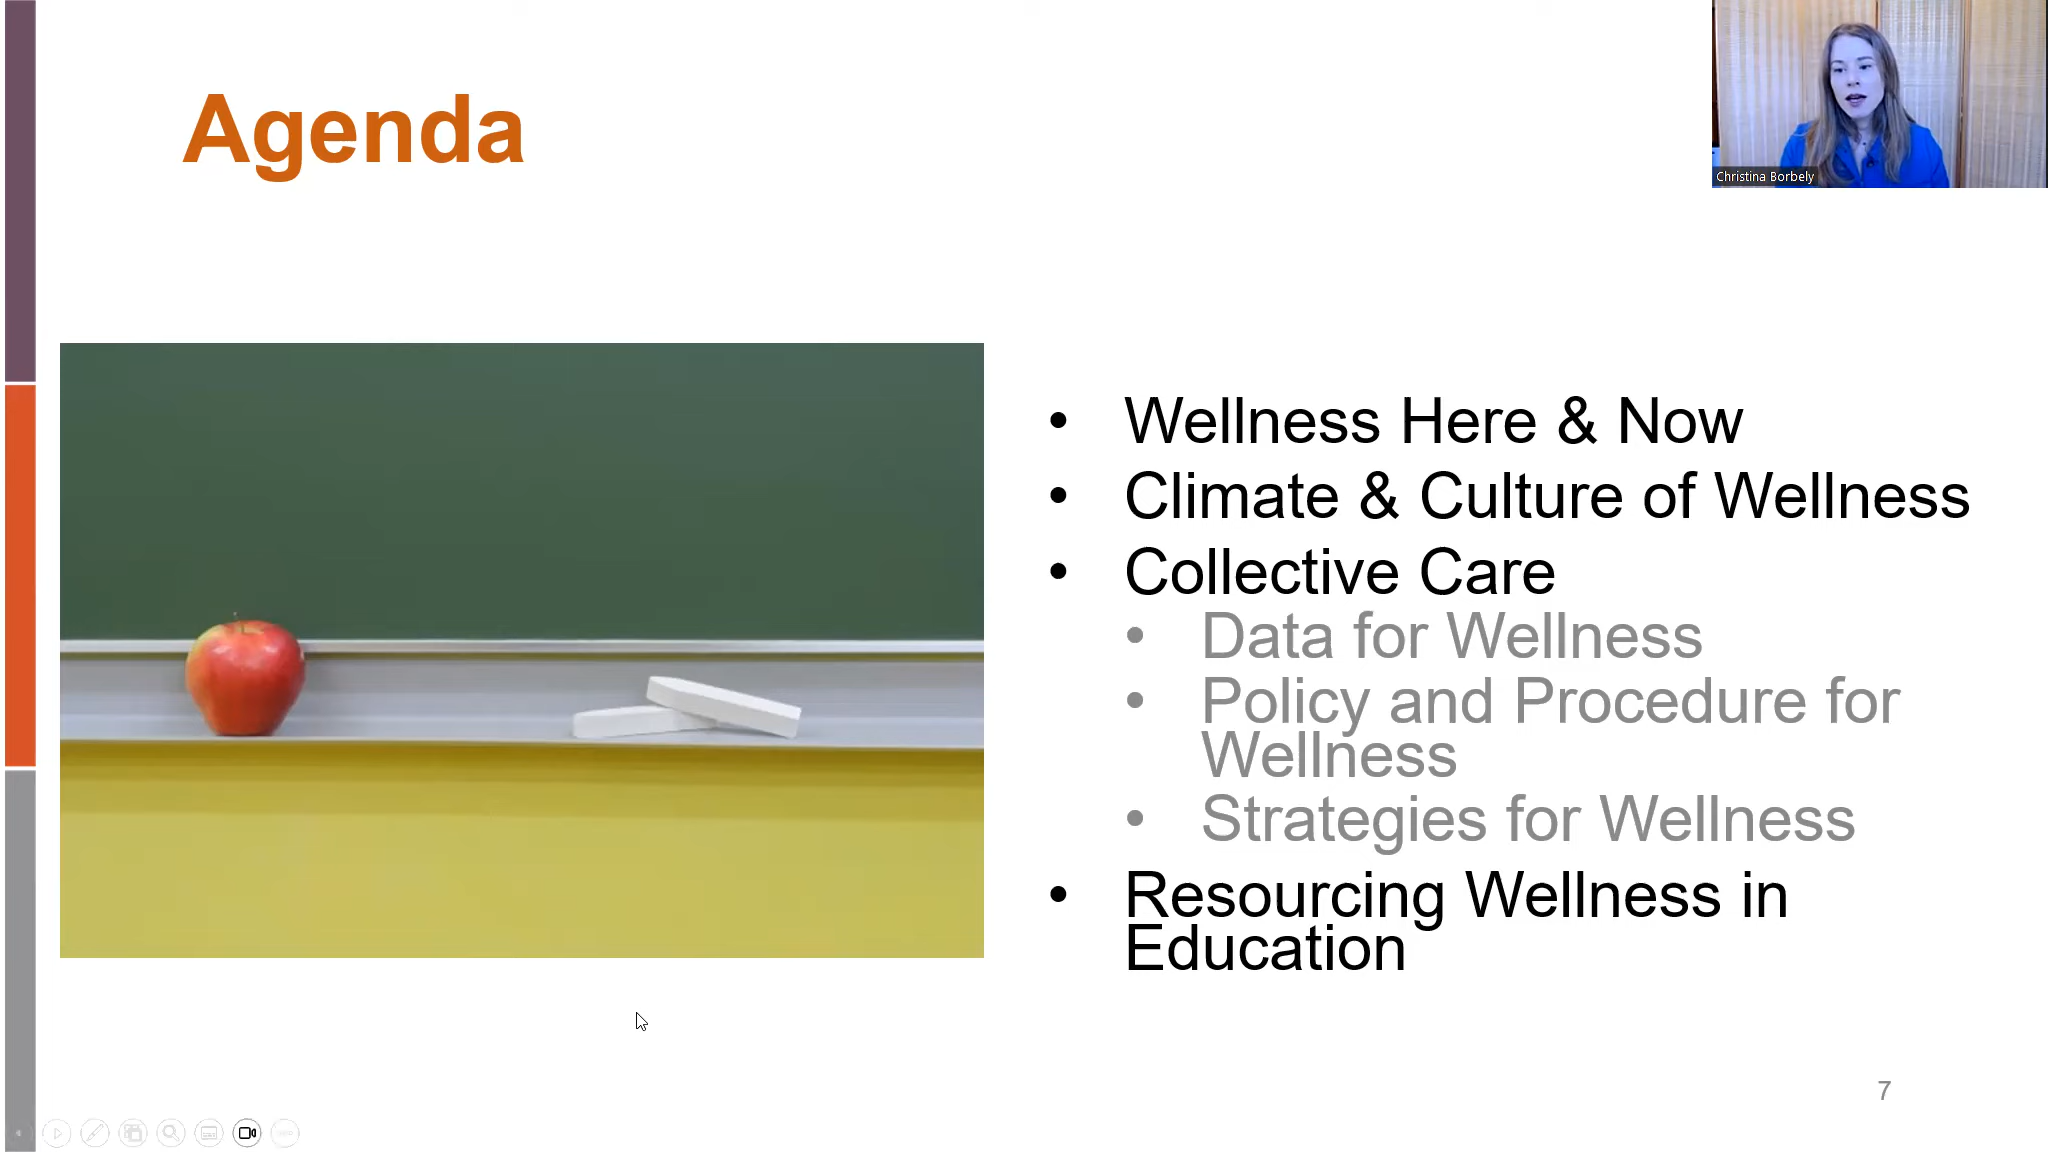 Agenda
Christina Borbely
• Wellness Here & Now
• Climate & Culture of Wellness
• Collective Care
• Data for Wellness
• Policy and Procedure for
Wellness
• Strategies for Wellness
• Resourcing Wellness in
Education
7